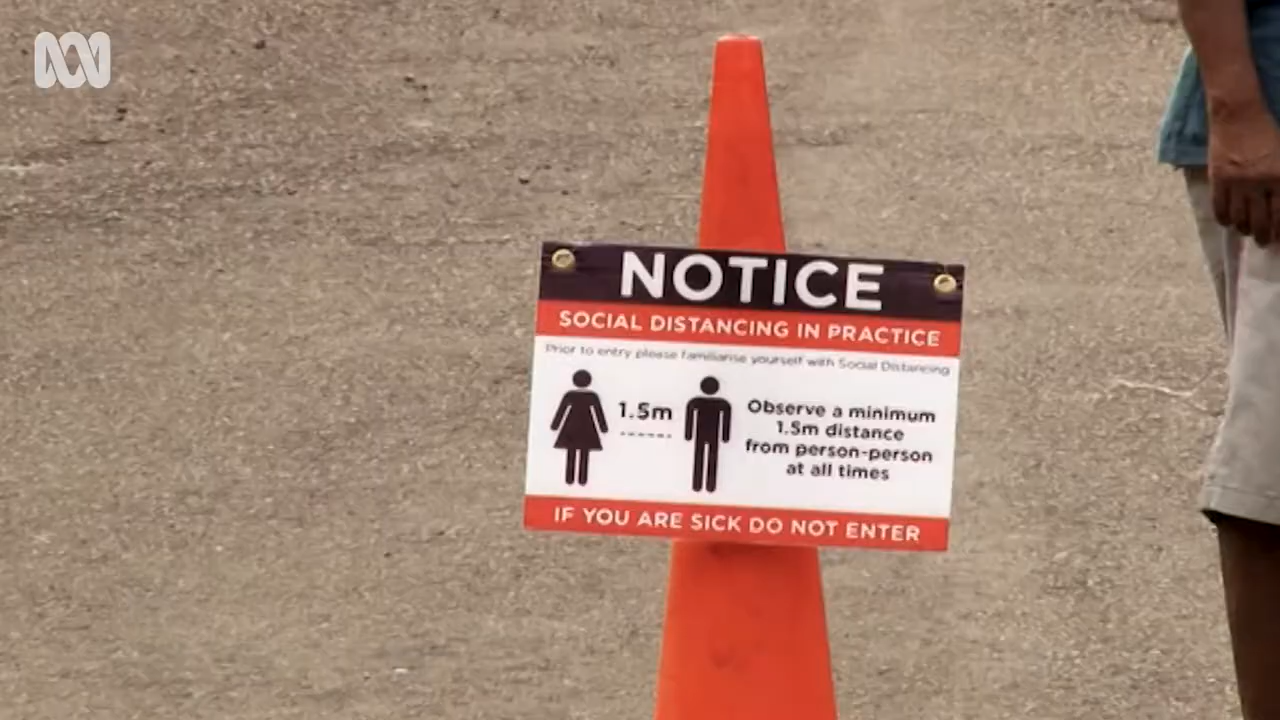 NOTICE
SOCIAL DISTANCING IN PRACTICE
Prior to entry please familiarise yourself with Social Distancing
1.5m
Observe a minimum
1.5m distance
from person-person
at all times
IF YOU ARE SICK DO NOT ENTER